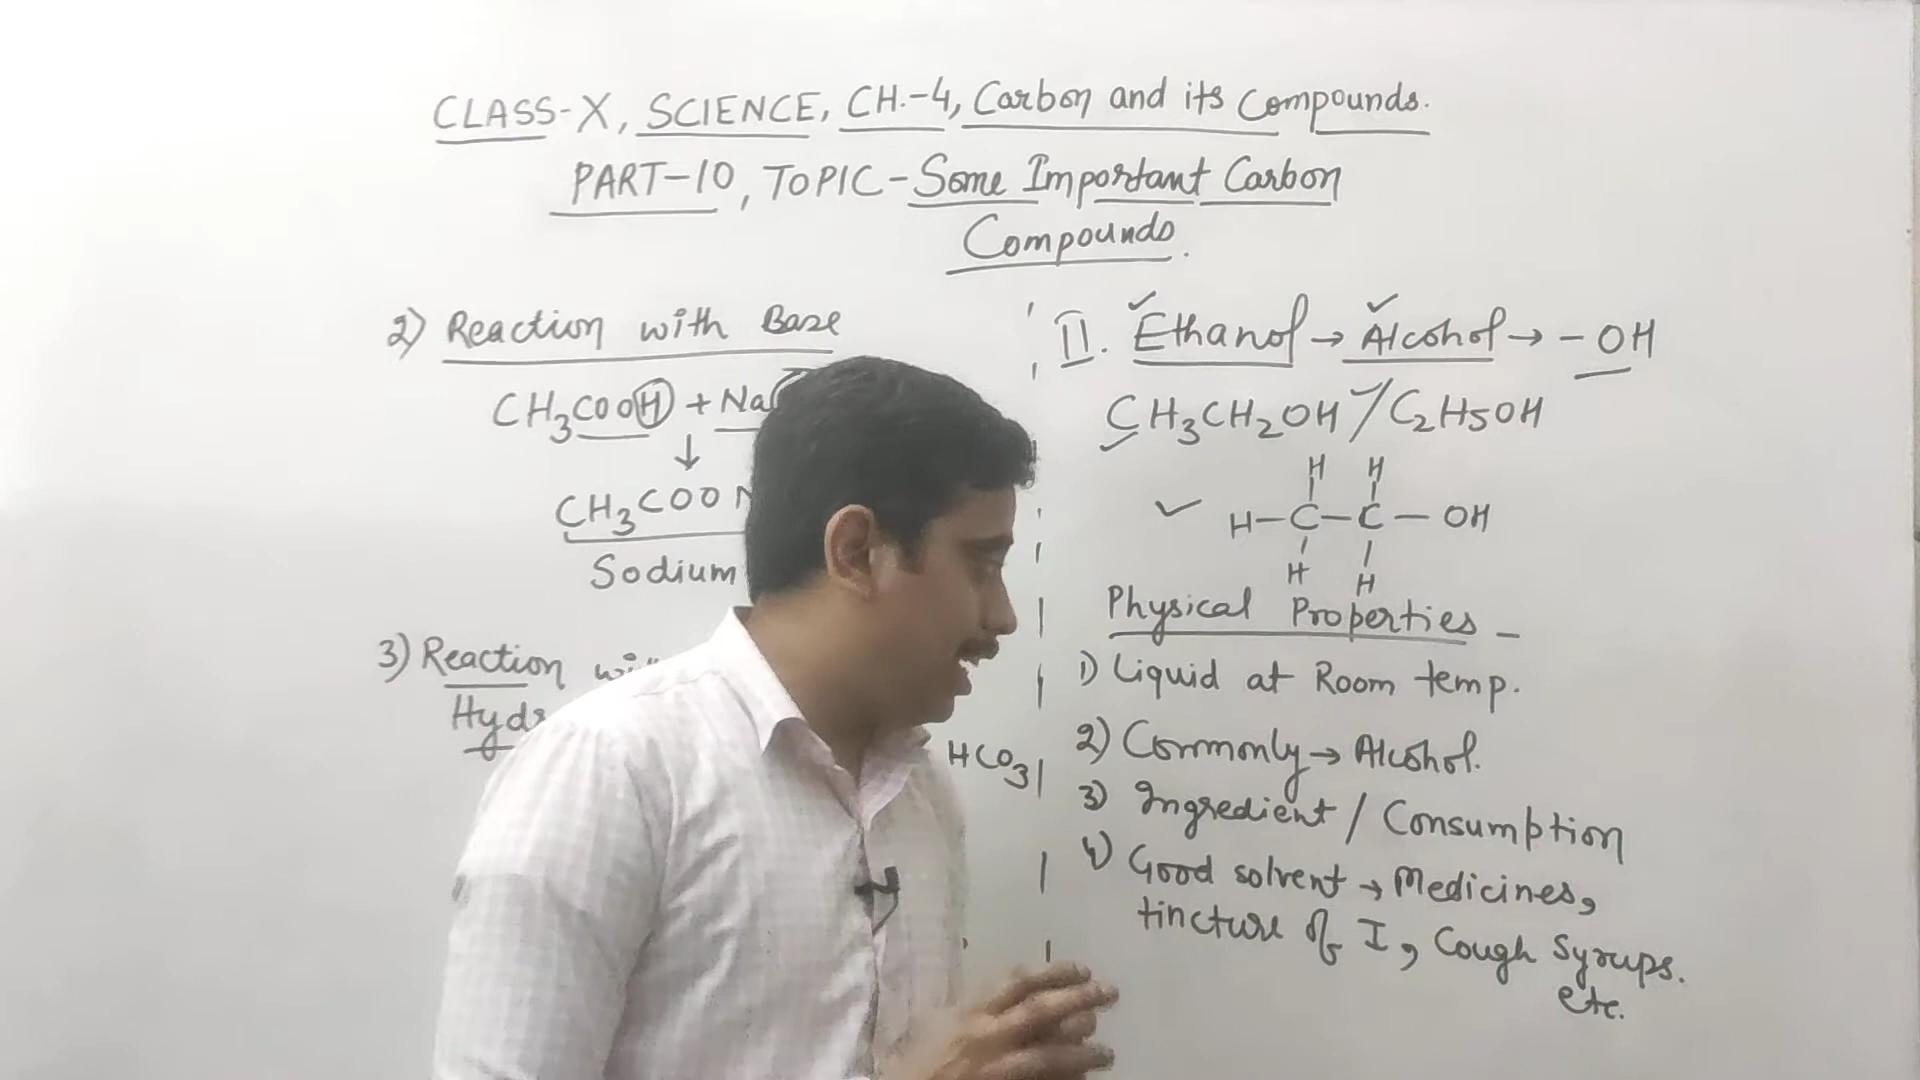 CLASS-X, SCIENCE, CH.-4, Carbon and its Compounds.
PART-10, TOPIC-Some Important Carbon
Compounds.
2) Reaction with Base
CH3COOH + Na
↓
CH3COO
Sodium
3) Reaction
HCO3
II. Ethanol → Alcohol → -OH
CH3CH2OH / C2H5OH
H H
H-C-C-OH
H H
Physical Properties -
1) Liquid at Room temp.
2) Commonly → Alcohol.
3) Ingredient / Consumption
4) Good solvent → Medicines,
tincture of I, Cough Syrups.
etc.